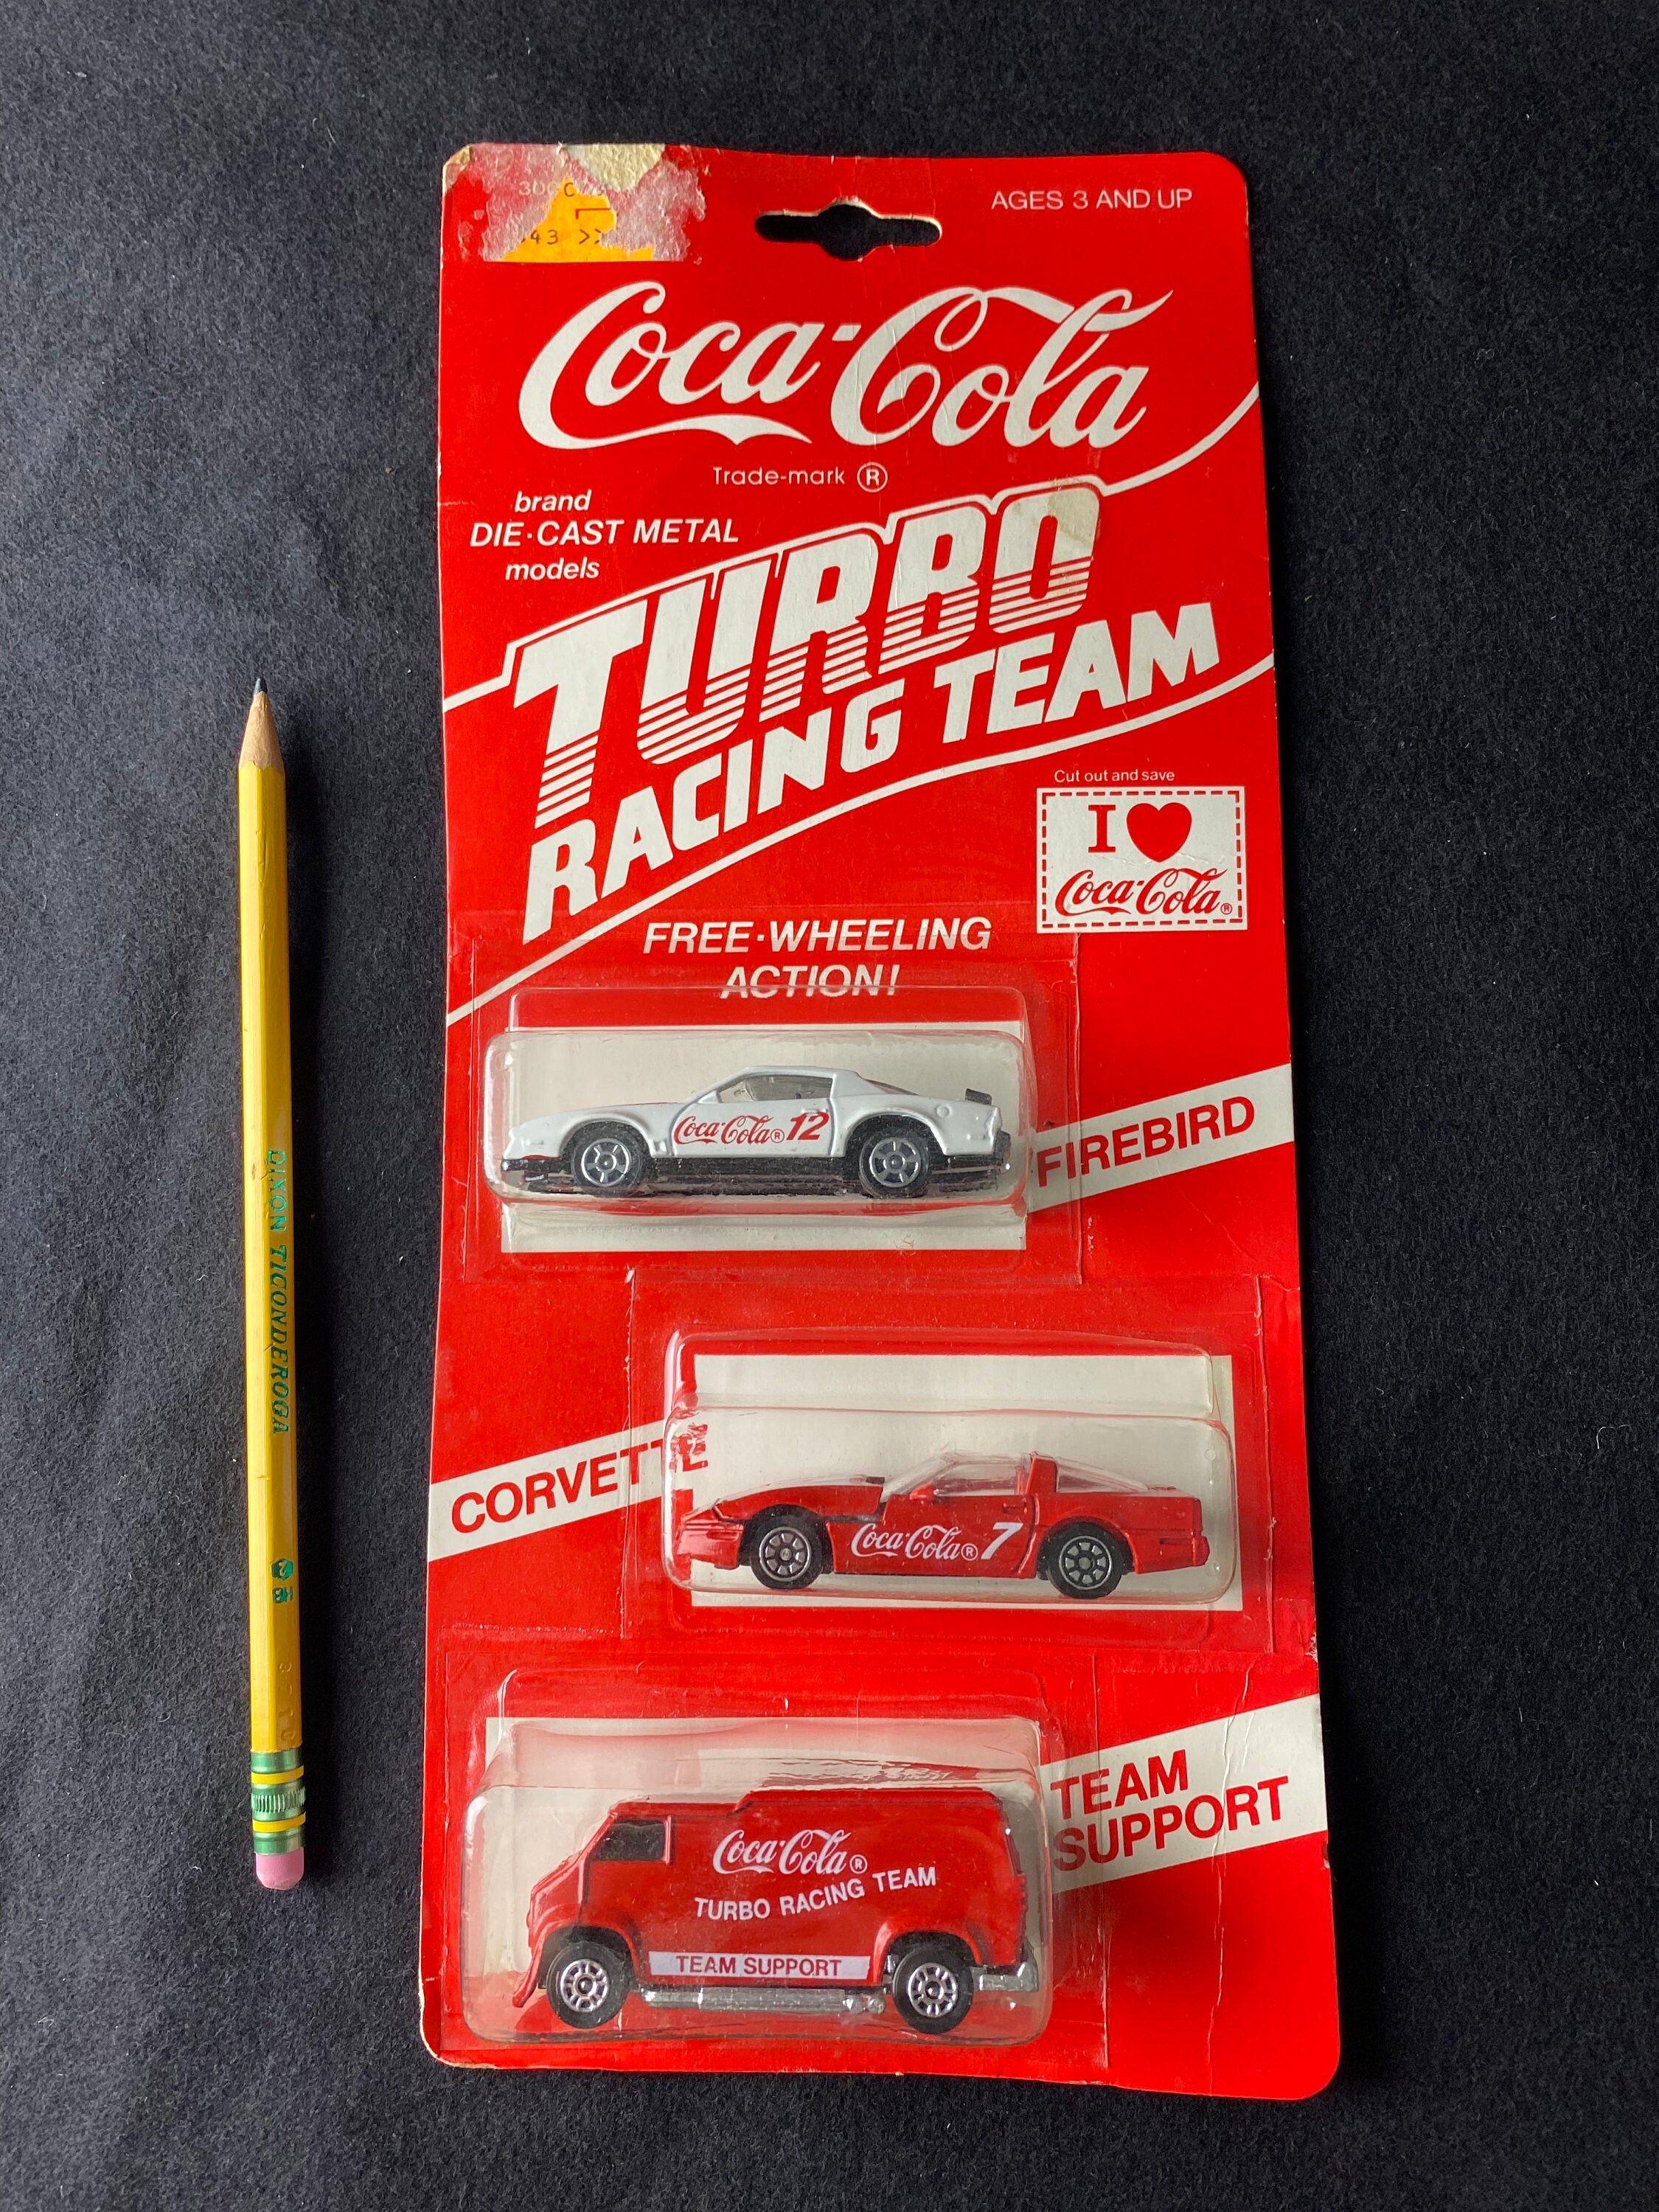 AGES 3 AND UP
43 >>
Coca-Cola
Trade-mark ®
brand
DIE·CAST METAL
models
TURBO
RACING TEAM
Cut out and save
I ♥
Coca-Cola®
FREE·WHEELING
ACTION!
Coca-Cola® 12
FIREBIRD
CORVETTE
Coca-Cola® 7
TEAM
SUPPORT
Coca-Cola®
TURBO RACING TEAM
TEAM SUPPORT
DIXON TICONDEROGA